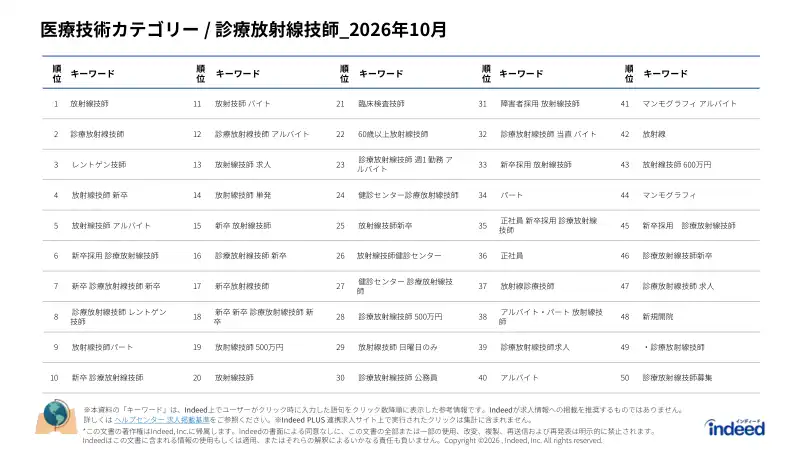 医療技術カテゴリー / 診療放射線技師_2026年10月
順位 キーワード 順位 キーワード 順位 キーワード 順位 キーワード 順位 キーワード
1 放射線技師 11 放射技師 バイト 21 臨床検査技師 31 障害者採用 放射線技師 41 マンモグラフィ アルバイト
2 診療放射線技師 12 診療放射線技師 アルバイト 22 60歳以上放射線技師 32 診療放射線技師 当直 バイト 42 放射線
3 レントゲン技師 13 放射線技師 求人 23 診療放射線技師 週1 勤務 アルバイト 33 新卒採用 放射線技師 43 放射線技師 600万円
4 放射線技師 新卒 14 放射線技師 単発 24 健診センター診療放射線技師 34 パート 44 マンモグラフィ
5 放射線技師 アルバイト 15 新卒 放射線技師 25 放射線技師新卒 35 正社員 新卒採用 診療放射線技師 45 新卒採用　診療放射線技師
6 新卒採用 診療放射線技師 16 診療放射線技師 新卒 26 放射線技師健診センター 36 正社員 46 診療放射線技師新卒
7 新卒 診療放射線技師 新卒 17 新卒放射線技師 27 健診センター 診療放射線技師 37 放射線診療技師 47 診療放射線技師 求人
8 診療放射線技師 レントゲン技師 18 新卒 新卒 診療放射線技師 新卒 28 診療放射線技師 500万円 38 アルバイト・パート 放射線技師 48 新規開院
9 放射線技師パート 19 放射線技師 500万円 29 放射線技師 日曜日のみ 39 診療放射線技師求人 49 ・診療放射線技師
10 新卒 診療放射線技師 20 放射線技師 30 診療放射線技師 公務員 40 アルバイト 50 診療放射線技師募集
※本資料の「キーワード」は、Indeed上でユーザーがクリック時に入力した語句をクリック数降順に表示した参考情報です。Indeedが求人情報への掲載を推奨するものではありません。
詳しくは ヘルプセンター 求人掲載基準をご参照ください。※Indeed PLUS 連携求人サイト上で実行されたクリックは集計に含まれません。
*この文書の著作権はIndeed, Inc.に帰属します。Indeedの書面による同意なしに、この文書の全部または一部の使用、改変、複製、再送信および再発表は明示的に禁止されます。
Indeedはこの文書に含まれる情報の使用もしくは適用、またはそれらの解釈によるいかなる責任も負いません。Copyright ©2026 , Indeed, Inc. All rights reserved.
インディード
indeed